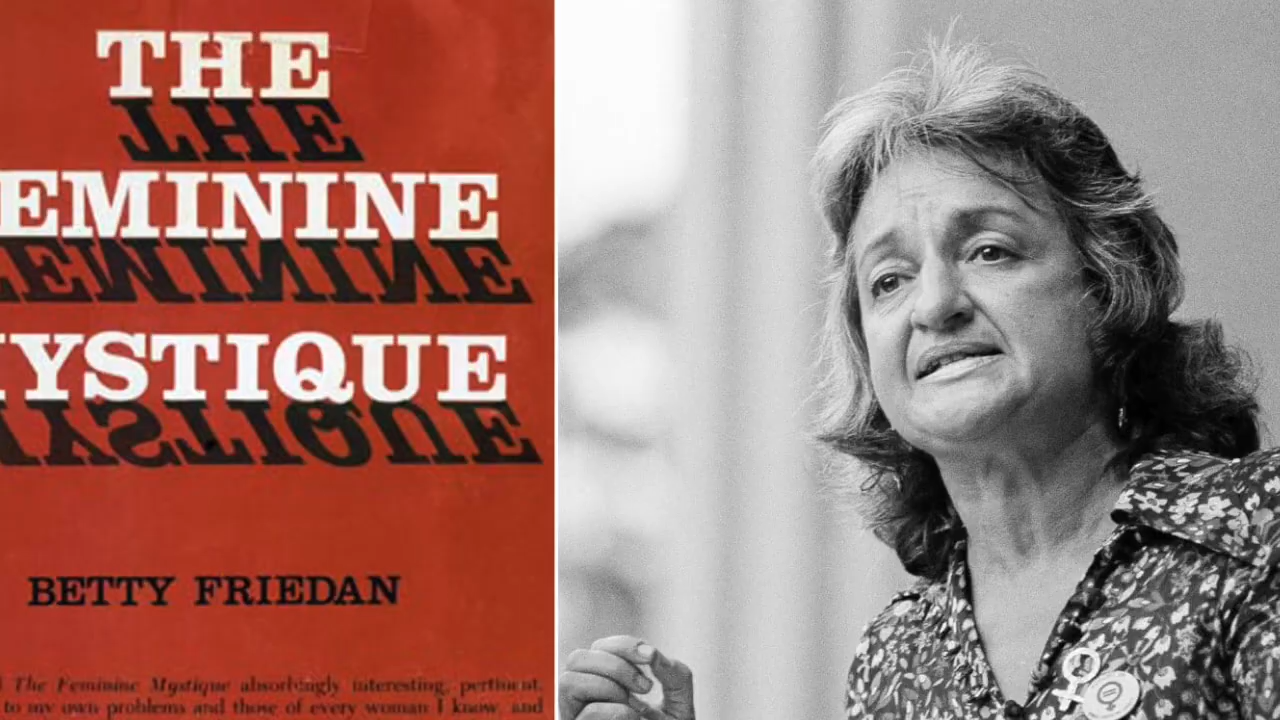 THE
EMININE
YSTIQUE
BETTY FRIEDAN
The Feminine Mystique absorbingly interesting, pertinent,
to my own problems and those of every woman I know, and